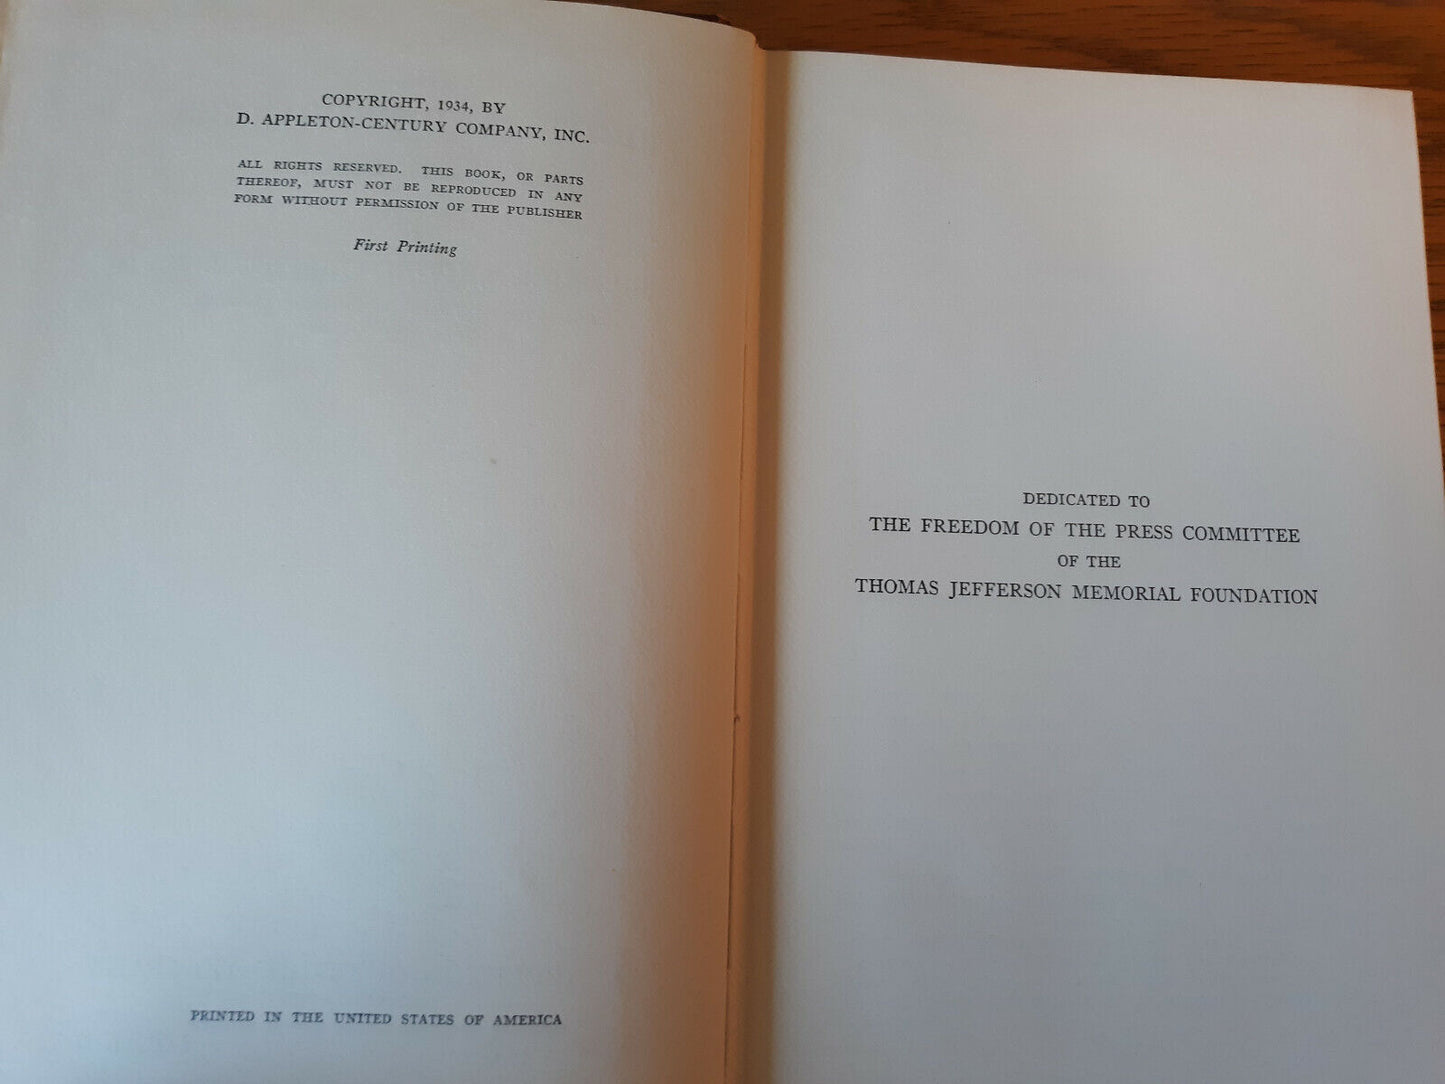 COPYRIGHT, 1934, BY
D. APPLETON-CENTURY COMPANY, INC.
ALL RIGHTS RESERVED. THIS BOOK, OR PARTS
THEREOF, MUST NOT BE REPRODUCED IN ANY
FORM WITHOUT PERMISSION OF THE PUBLISHER
First Printing
PRINTED IN THE UNITED STATES OF AMERICA
DEDICATED TO
THE FREEDOM OF THE PRESS COMMITTEE
OF THE
THOMAS JEFFERSON MEMORIAL FOUNDATION